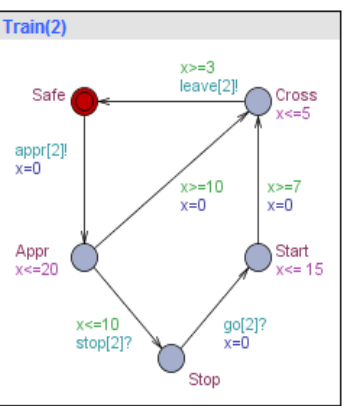 Train(2)
x>=3
leave[2]!
Safe
Cross
x<=5
appr[2]!
x=0
x>=10
x=0
x>=7
x=0
Appr
x<=20
Start
x<= 15
x<=10
stop[2]?
go[2]?
x=0
Stop